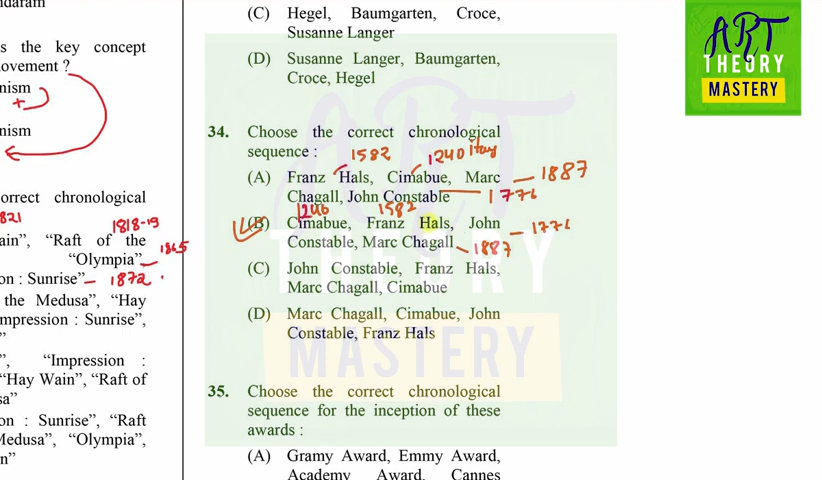 ndaram
s the key concept
ovement ?
nism
nism
orrect chronological
821
1818-19
ain", "Raft of the
"Olympia"
1865
on : Sunrise" 1872
the Medusa", "Hay
mpression : Sunrise",
"
", "Impression :
"Hay Wain", "Raft of
sa"
on : Sunrise", "Raft
Medusa", "Olympia",
n"
(C) Hegel, Baumgarten, Croce,
Susanne Langer
(D) Susanne Langer, Baumgarten,
Croce, Hegel
34. Choose the correct chronological
sequence :
1582 1240 Itay
(A) Franz Hals, Cimabue, Marc 1887
Chagall, John Constable 1776
1240 1582
(B) Cimabue, Franz Hals, John 1776
Constable, Marc Chagall 1887
(C) John Constable, Franz Hals,
Marc Chagall, Cimabue
(D) Marc Chagall, Cimabue, John
Constable, Franz Hals
35. Choose the correct chronological
sequence for the inception of these
awards :
(A) Gramy Award, Emmy Award,
Academy Award, Cannes
ART
THEORY
MASTERY
ART
THEORY
MASTERY